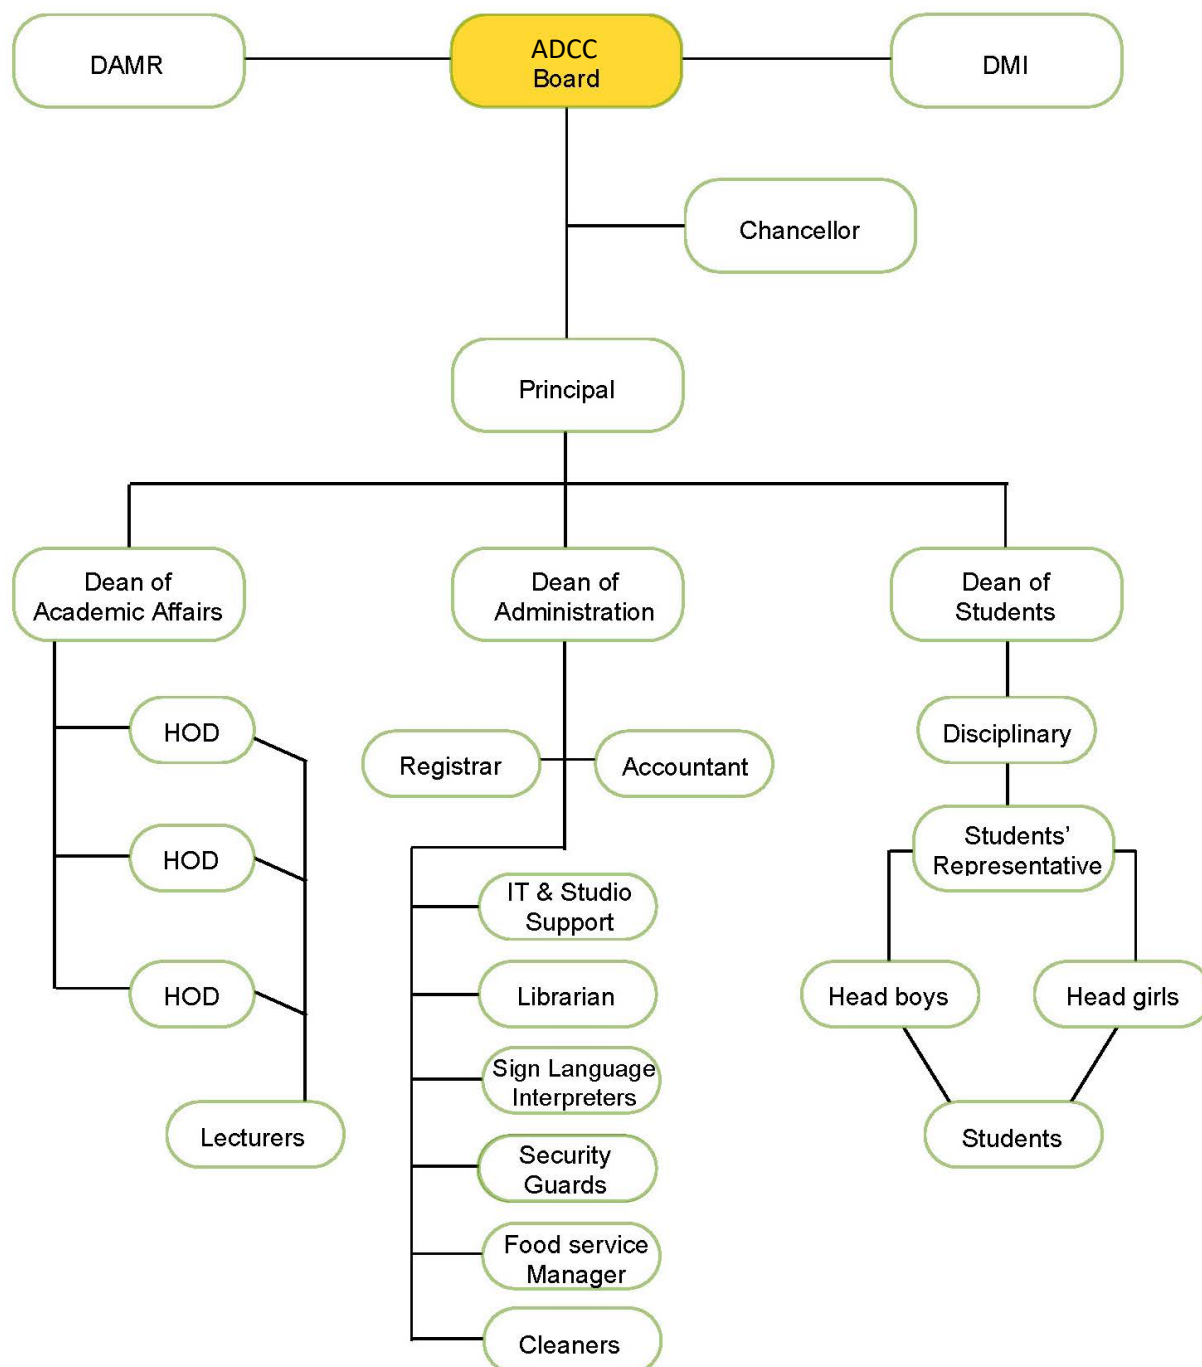 DAMR
ADCC
Board
DMI
Chancellor
Principal
Dean of
Academic Affairs
Dean of
Administration
Dean of
Students
HOD
HOD
HOD
Lecturers
Registrar
Accountant
IT & Studio
Support
Librarian
Sign Language
Interpreters
Security
Guards
Food service
Manager
Cleaners
Disciplinary
Students’
Representative
Head boys
Head girls
Students